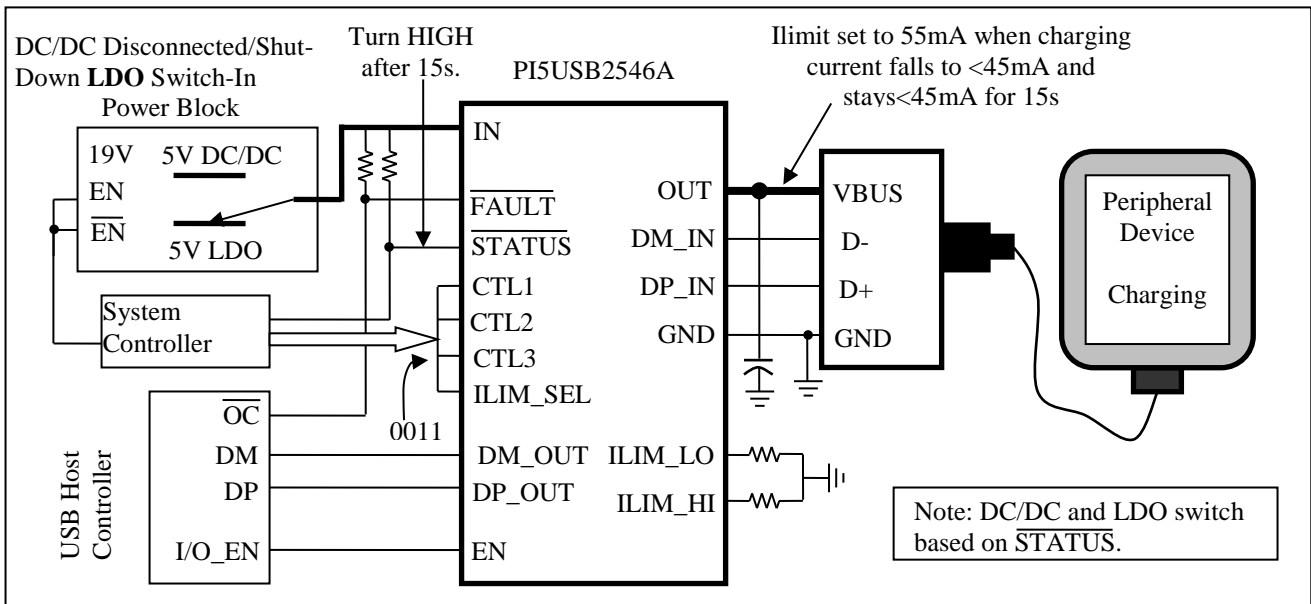 DC/DC Disconnected/Shut-
Down LDO Switch-In
Power Block
19V 5V DC/DC
EN
EN
5V LDO
Turn HIGH
after 15s.
PI5USB2546A
Ilimit set to 55mA when charging
current falls to <45mA and
stays<45mA for 15s
IN
FAULT
STATUS
CTL1
CTL2
CTL3
ILIM_SEL
DM_OUT
DP_OUT
EN
OUT
DM_IN
DP_IN
GND
ILIM_LO
ILIM_HI
VBUS
D-
D+
GND
Peripheral
Device
Charging
System
Controller
0011
USB Host
Controller
OC
DM
DP
I/O_EN
Note: DC/DC and LDO switch
based on STATUS.